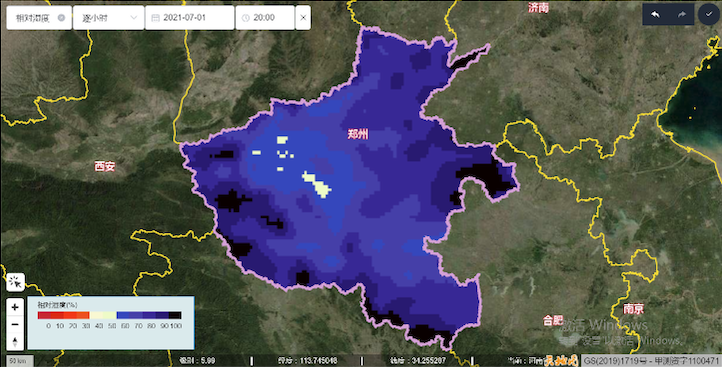 相对湿度
逐小时
2021-07-01
20:00
济南
郑州
西安
相对湿度(%)
0 10 20 30 40 50 60 70 80 90 100
南京
合肥
激活 Windows
50 km
级别：5.99
经度：113.745048
纬度：34.255287
天地图
GS(2019)1719号 - 甲测资字1100471